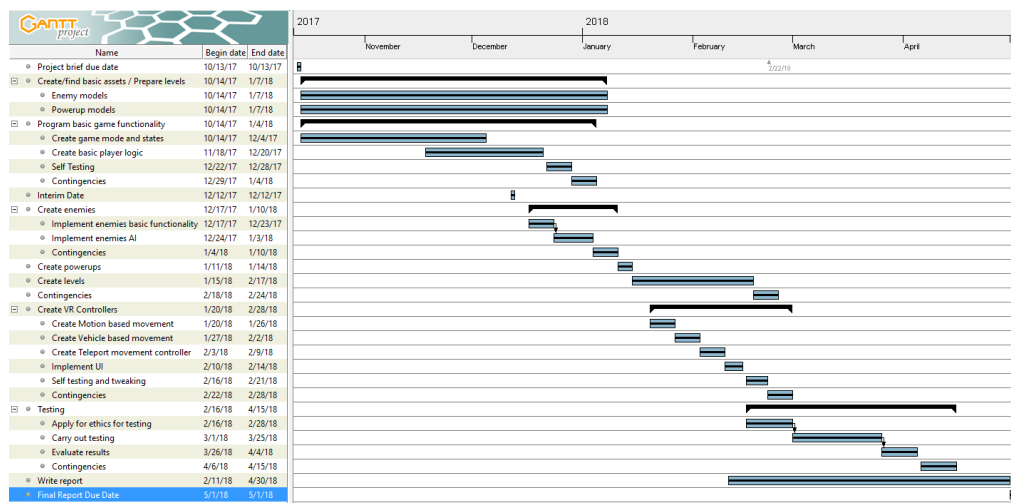 GANTT project
2017 2018
November December January February March April
Name Begin date End date
Project brief due date 10/13/17 10/13/17
2/22/18
Create/find basic assets / Prepare levels 10/14/17 1/7/18
Enemy models 10/14/17 1/7/18
Powerup models 10/14/17 1/7/18
Program basic game functionality 10/14/17 1/4/18
Create game mode and states 10/14/17 12/4/17
Create basic player logic 11/18/17 12/20/17
Self Testing 12/22/17 12/28/17
Contingencies 12/29/17 1/4/18
Interim Date 12/12/17 12/12/17
Create enemies 12/17/17 1/10/18
Implement enemies basic functionality 12/17/17 12/23/17
Implement enemies AI 12/24/17 1/3/18
Contingencies 1/4/18 1/10/18
Create powerups 1/11/18 1/14/18
Create levels 1/15/18 2/17/18
Contingencies 2/18/18 2/24/18
Create VR Controllers 1/20/18 2/28/18
Create Motion based movement 1/20/18 1/26/18
Create Vehicle based movement 1/27/18 2/2/18
Create Teleport movement controller 2/3/18 2/9/18
Implement UI 2/10/18 2/14/18
Self testing and tweaking 2/16/18 2/21/18
Contingencies 2/22/18 2/28/18
Testing 2/16/18 4/15/18
Apply for ethics for testing 2/16/18 2/28/18
Carry out testing 3/1/18 3/25/18
Evaluate results 3/26/18 4/4/18
Contingencies 4/6/18 4/15/18
Write report 2/11/18 4/30/18
Final Report Due Date 5/1/18 5/1/18